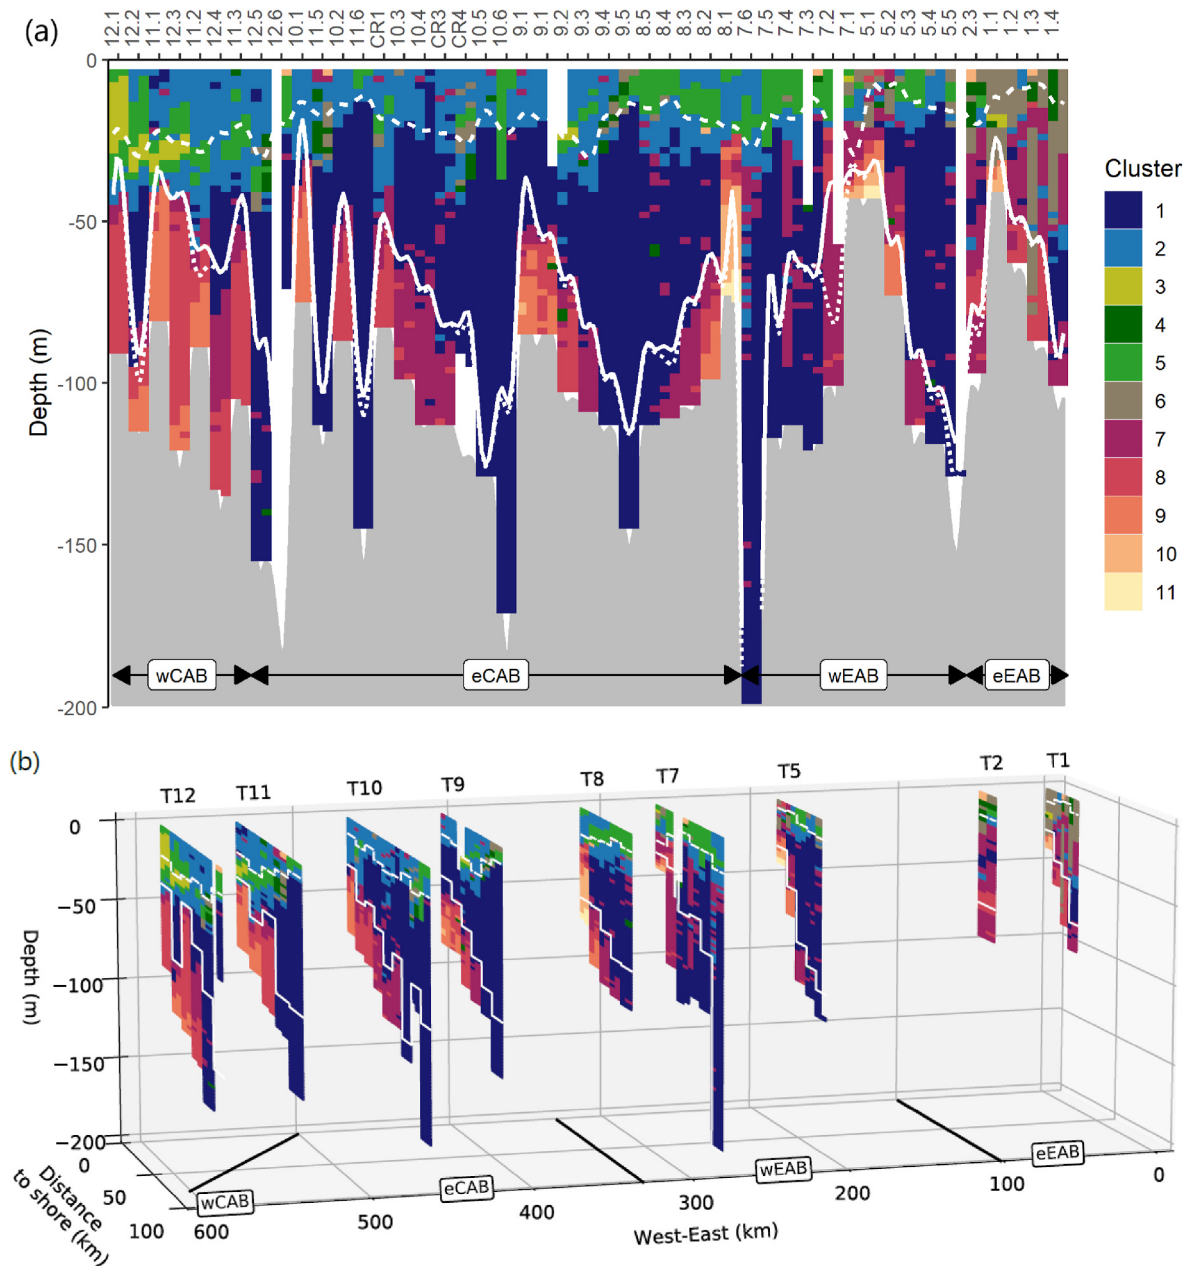 (a)
12.1 12.2 11.1 12.3 11.2 12.4 11.3 12.5 12.6 10.1 11.5 10.2 11.6 CR1 10.3 10.4 CR3 CR4 10.5 10.6 9.1 9.1 9.2 9.3 9.4 9.5 8.5 8.4 8.3 8.2 8.1 7.6 7.5 7.4 7.3 7.2 7.1 5.1 5.2 5.3 5.4 5.5 2.3 1.1 1.2 1.3 1.4
0
-50
-100
-150
-200
Depth (m)
wCAB eCAB wEAB eEAB
Cluster
1
2
3
4
5
6
7
8
9
10
11
(b)
T12 T11 T10 T9 T8 T7 T5 T2 T1
0
−50
−100
−150
−200
Depth (m)
0
50
100
Distance
to shore (km)
wCAB eCAB wEAB eEAB
600 500 400 300 200 100 0
West-East (km)